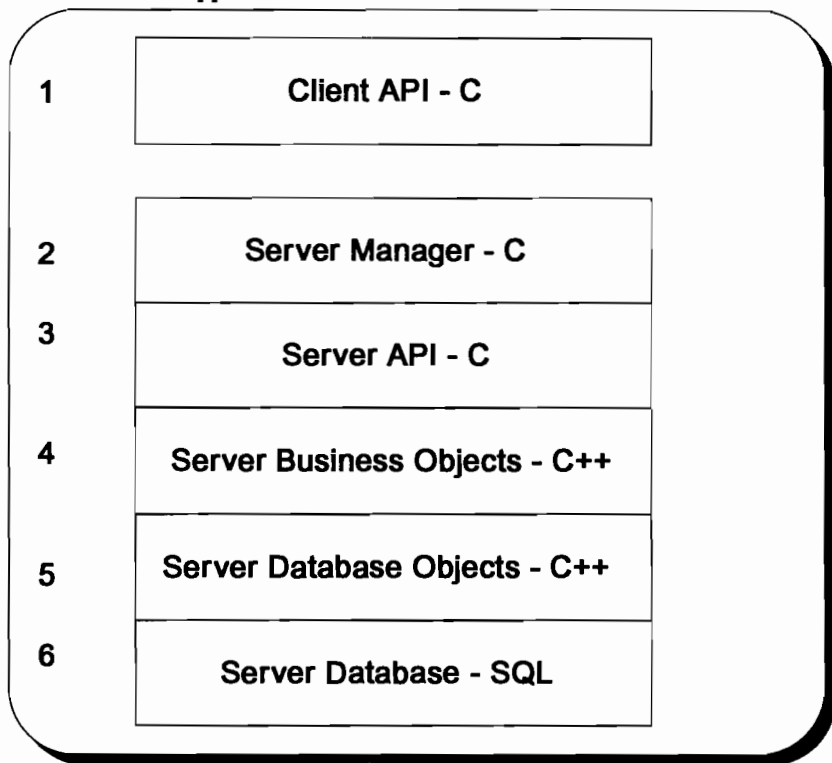 1 Client API - C
2 Server Manager - C
3 Server API - C
4 Server Business Objects - C++
5 Server Database Objects - C++
6 Server Database - SQL